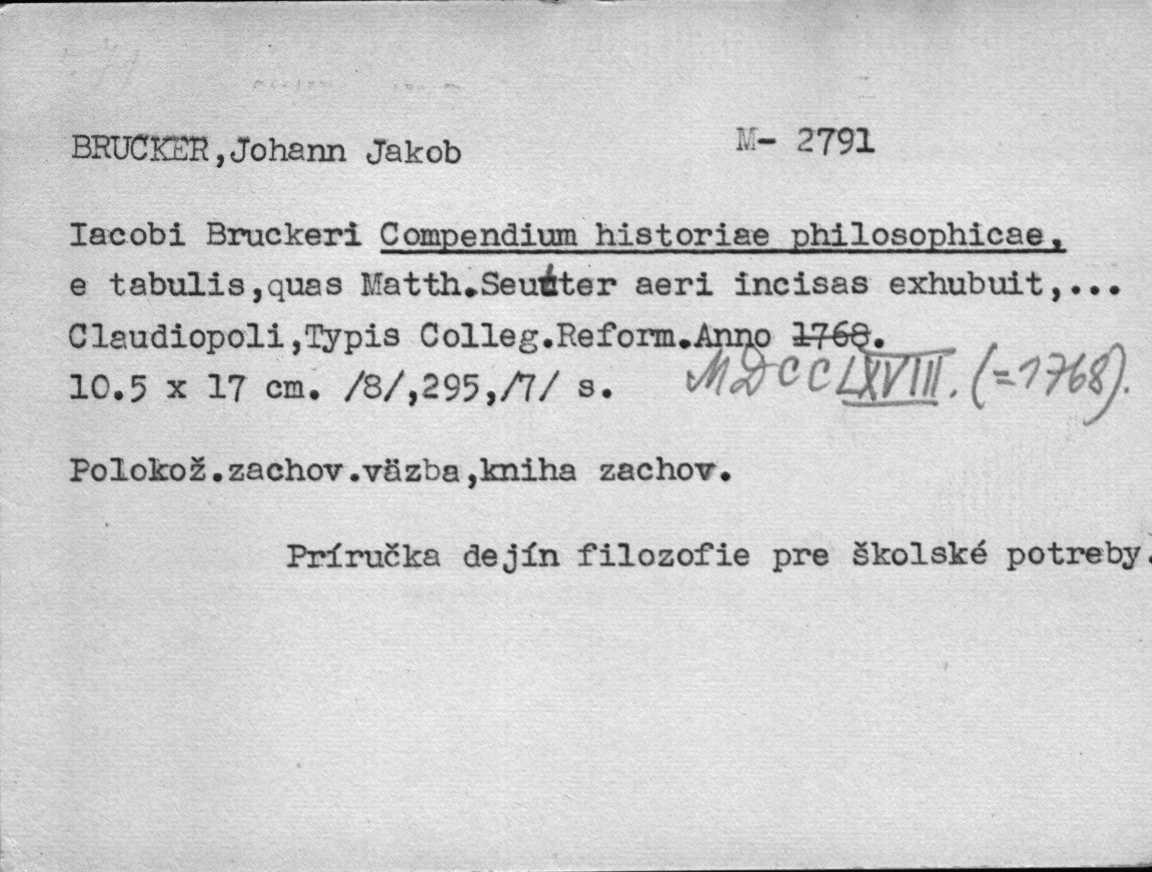 BRUCKER,Johann Jakob M- 2791
Iacobi Bruckeri Compendium historiae philosophicae,
e tabulis,quas Matth.Seutter aeri incisas exhubuit,...
Claudiopoli,Typis Colleg.Reform.Anno 1768.
MDCCLXVIII. (=1768).
10.5 x 17 cm. /8/,295,/7/ s.
Polokož.zachov.väzba,kniha zachov.
Príručka dejín filozofie pre školské potreby.